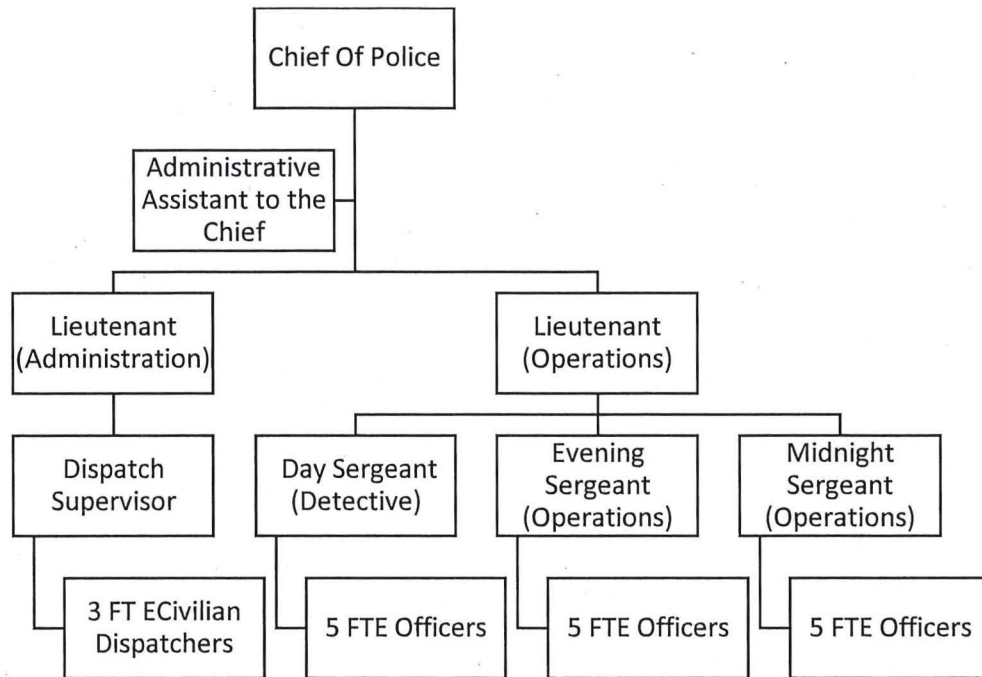 Chief Of Police
Administrative
Assistant to the
Chief
Lieutenant
(Administration)
Lieutenant
(Operations)
Dispatch
Supervisor
Day Sergeant
(Detective)
Evening
Sergeant
(Operations)
Midnight
Sergeant
(Operations)
3 FT ECivilian
Dispatchers
5 FTE Officers
5 FTE Officers
5 FTE Officers